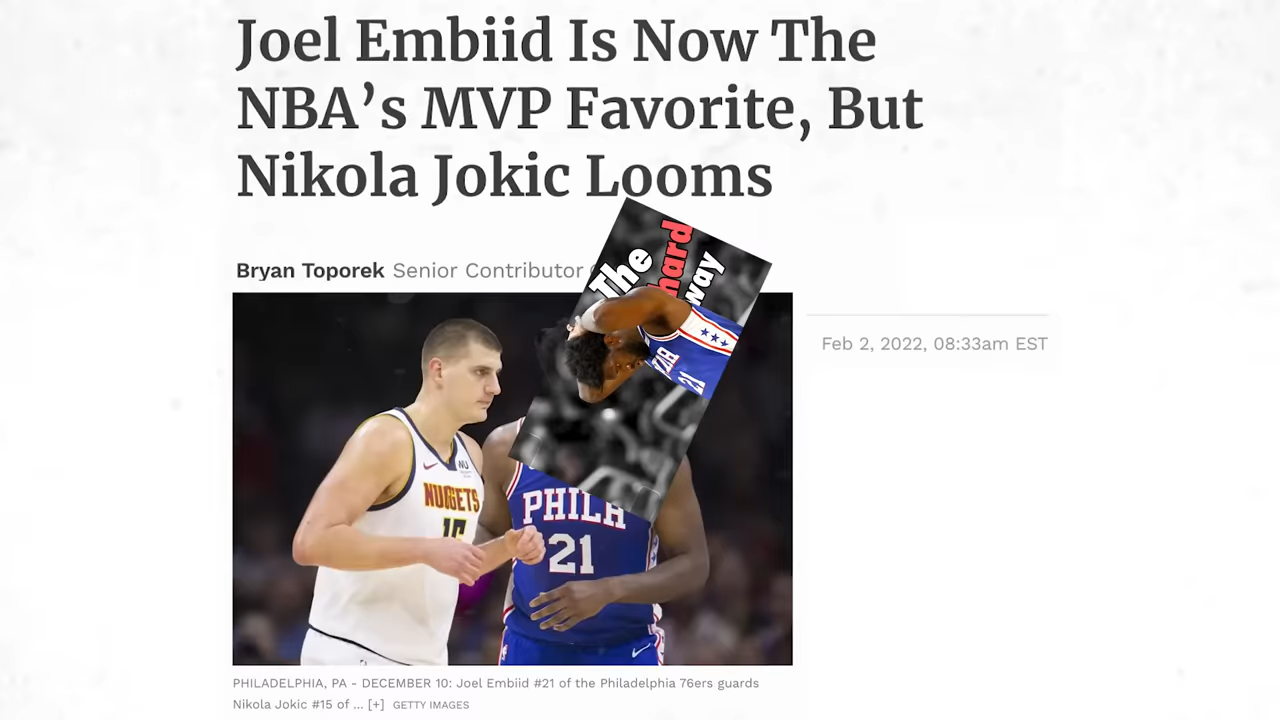 Joel Embiid Is Now The
NBA’s MVP Favorite, But
Nikola Jokic Looms
Bryan Toporek Senior Contributor
The
hard
way
Feb 2, 2022, 08:33am EST
NUGGETS
15
PHILA
21
21
PHILADELPHIA, PA - DECEMBER 10: Joel Embiid #21 of the Philadelphia 76ers guards
Nikola Jokic #15 of ... [+] GETTY IMAGES